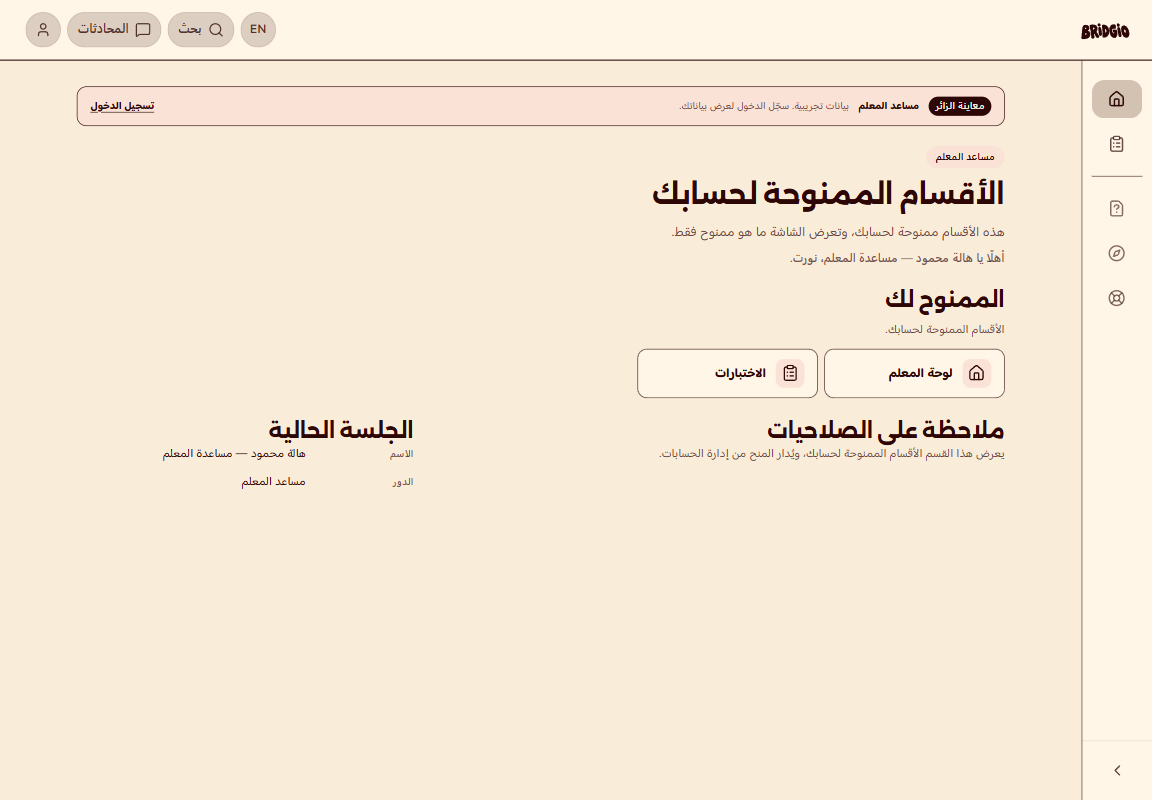 BRiDGiO
EN
بحث
المحادثات
معاينة الزائر مساعد المعلم بيانات تجريبية. سجّل الدخول لعرض بياناتك. تسجيل الدخول
مساعد المعلم
الأقسام الممنوحة لحسابك
هذه الأقسام ممنوحة لحسابك، وتعرض الشاشة ما هو ممنوح فقط.
أهلًا يا هالة محمود — مساعدة المعلم، نورت.
الممنوح لك
الأقسام الممنوحة لحسابك.
لوحة المعلم
الاختبارات
ملاحظة على الصلاحيات
يعرض هذا القسم الأقسام الممنوحة لحسابك، ويُدار المنح من إدارة الحسابات.
الجلسة الحالية
الاسم هالة محمود — مساعدة المعلم
الدور مساعد المعلم